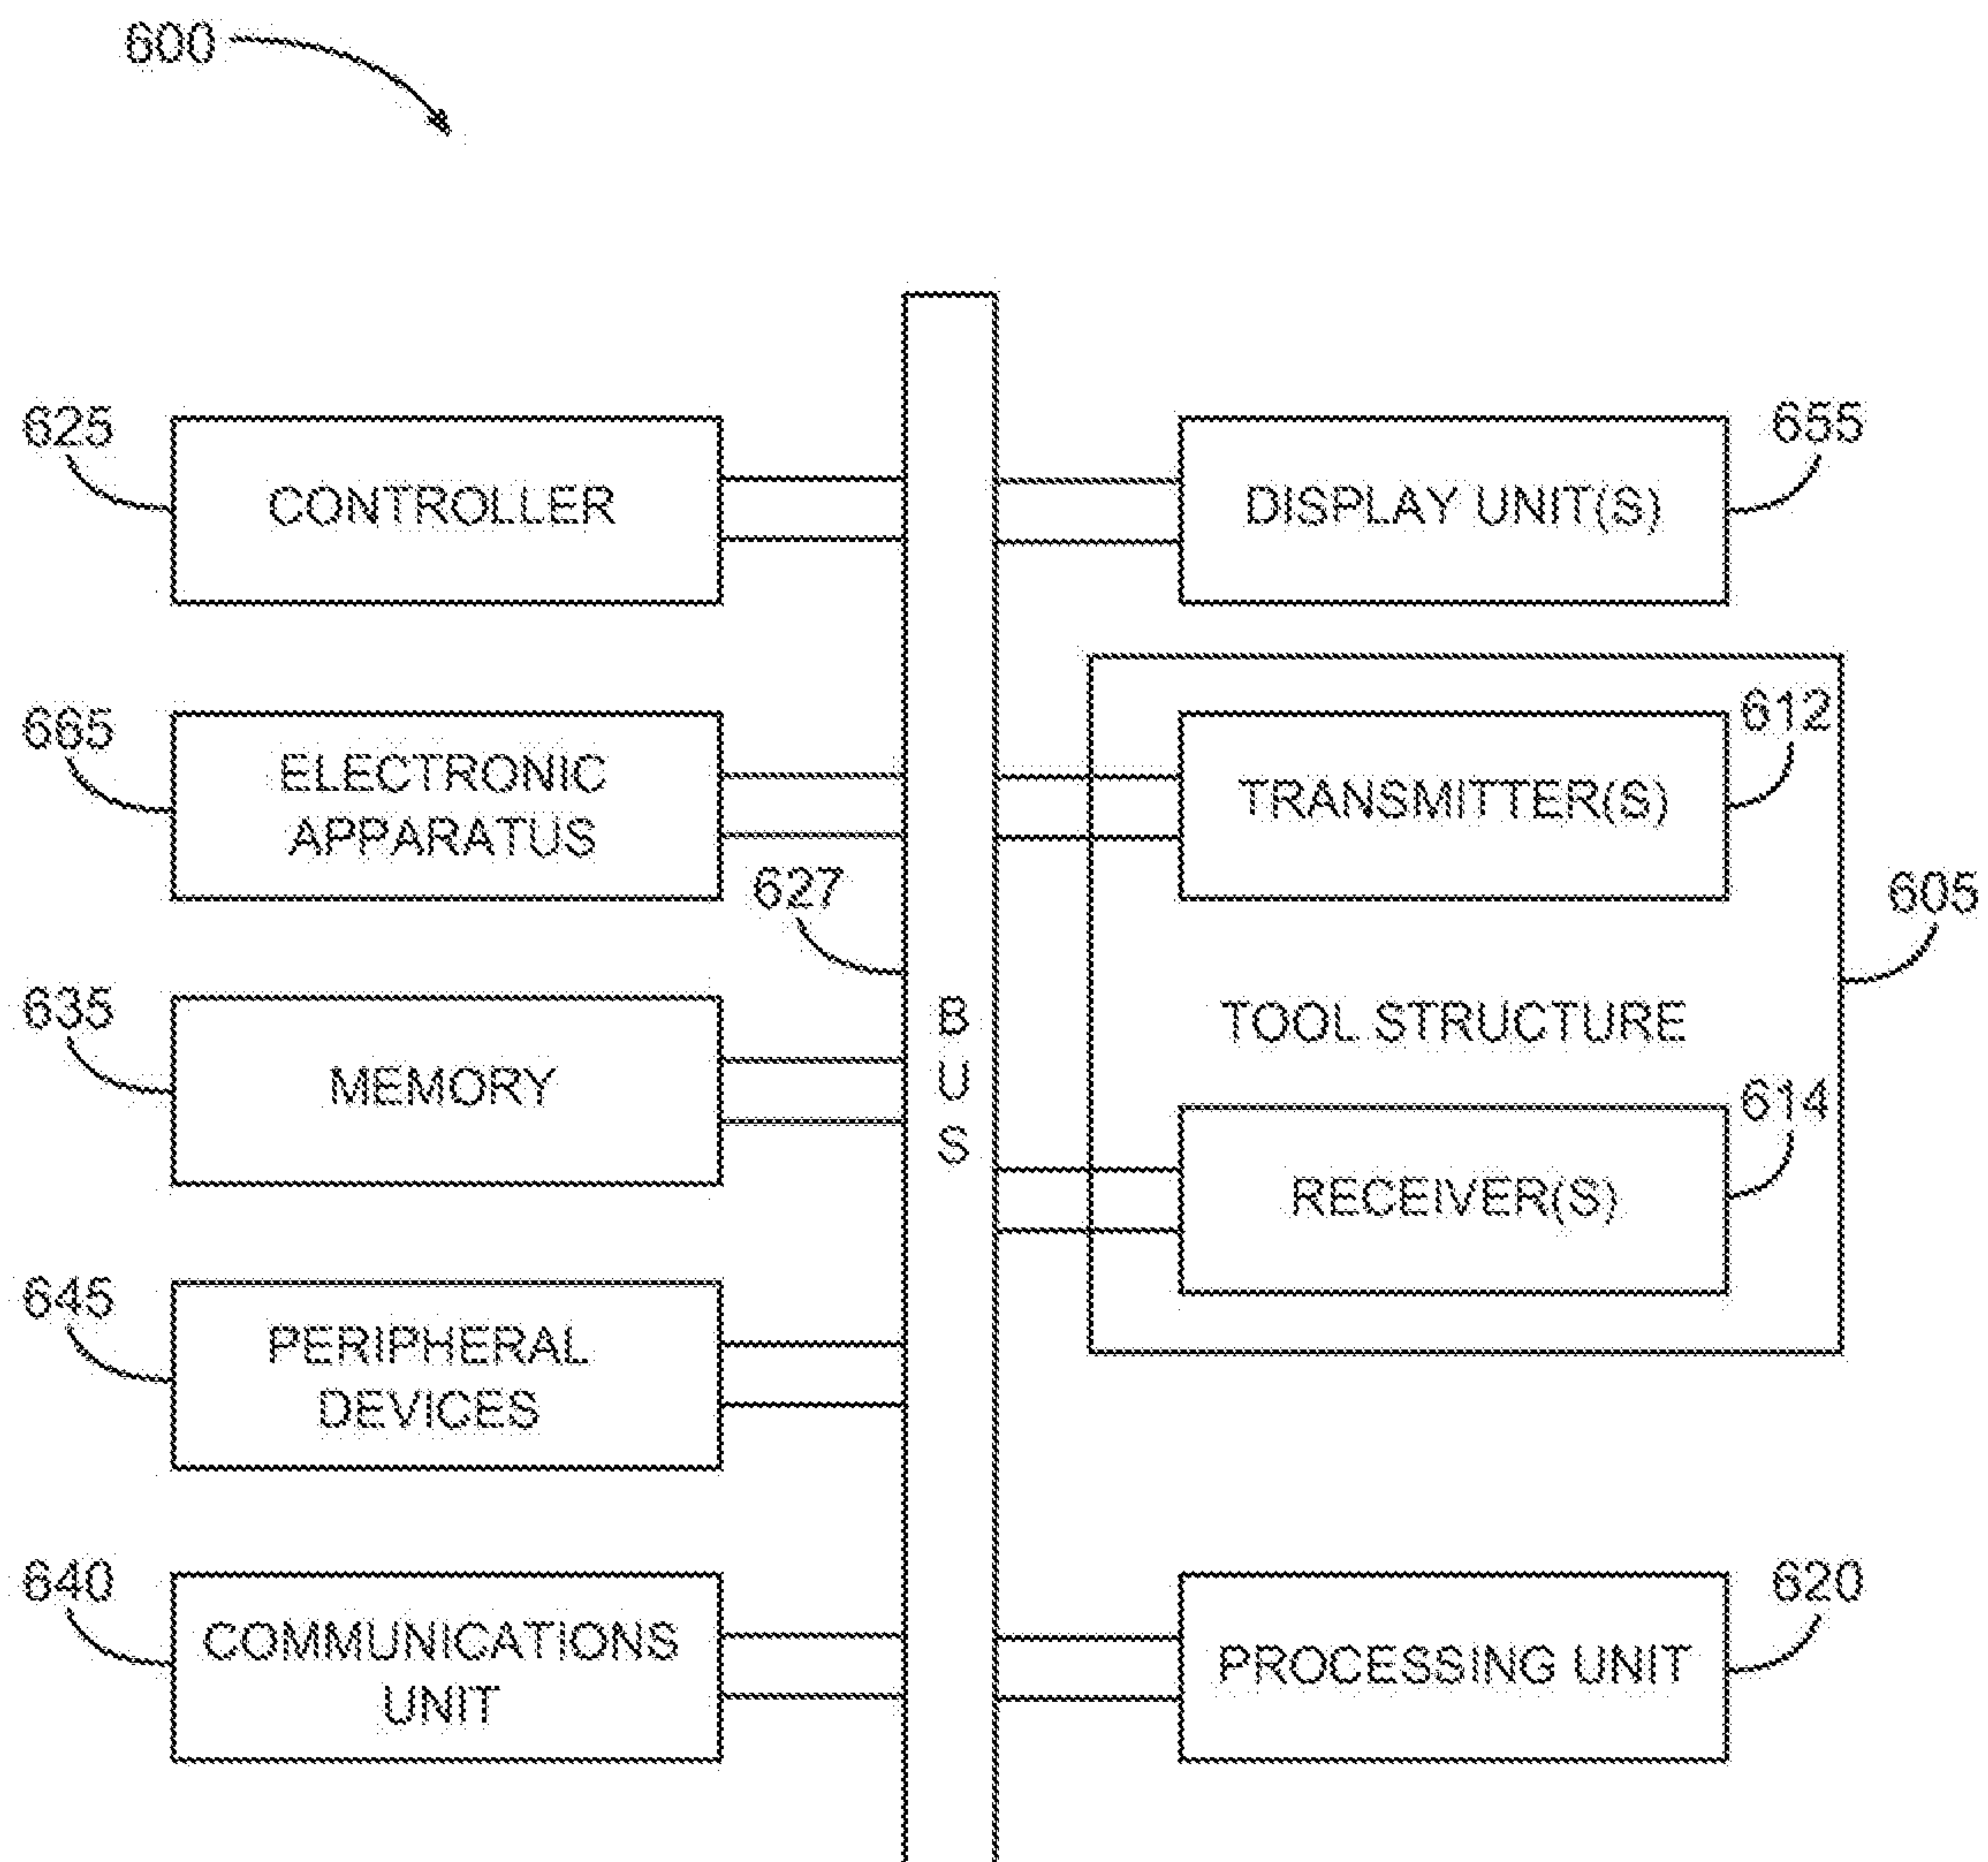 600
625
CONTROLLER
665
ELECTRONIC
APPARATUS
635
MEMORY
645
PERIPHERAL
DEVICES
640
COMMUNICATIONS
UNIT
627
B
U
S
655
DISPLAY UNIT(S)
612
TRANSMITTER(S)
605
TOOL STRUCTURE
614
RECEIVER(S)
620
PROCESSING UNIT